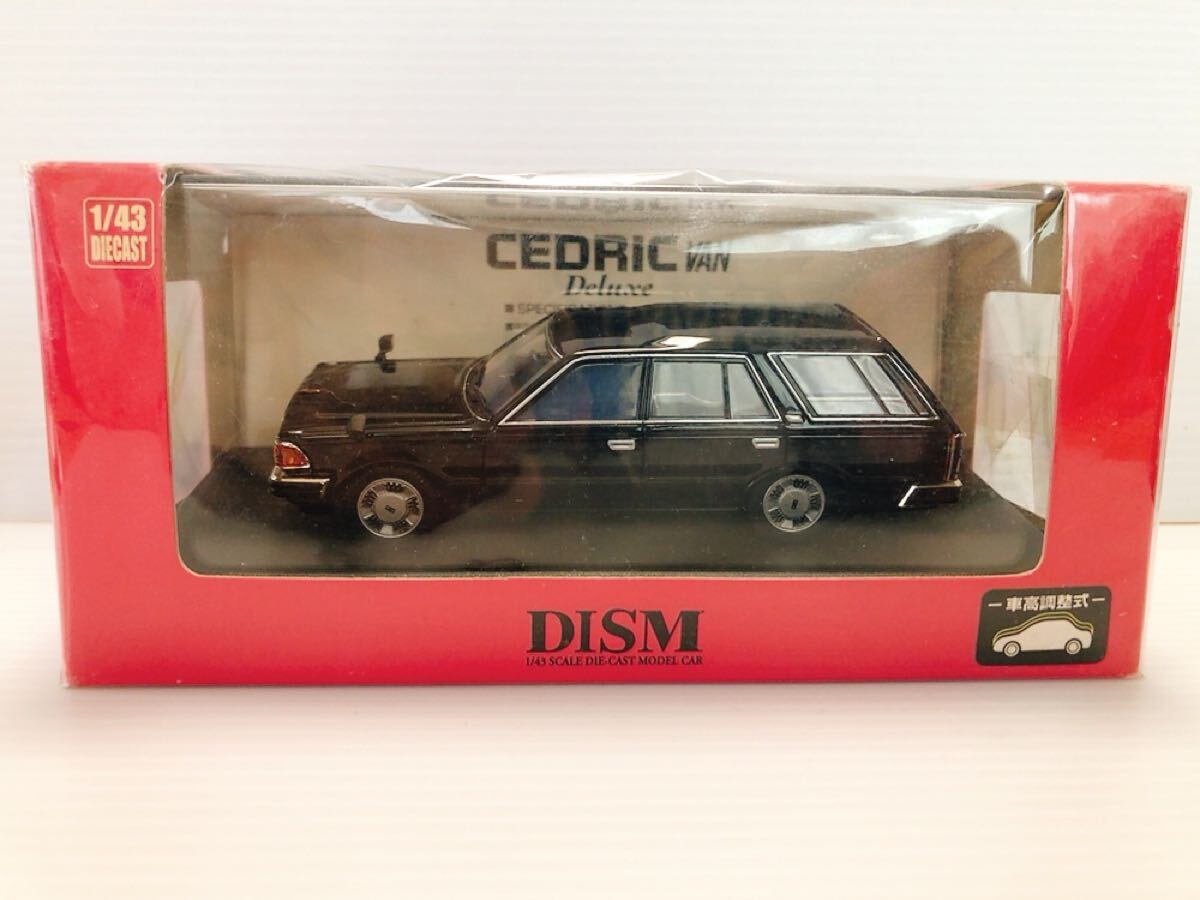 1/43
DIECAST
CEDRIC VAN
Deluxe
DISM
1/43 SCALE DIE-CAST MODEL CAR
車高調整式